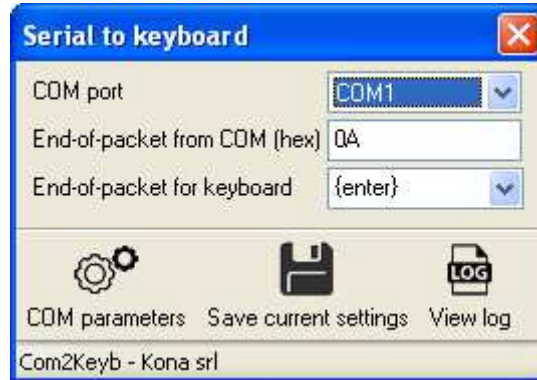 Serial to keyboard
COM port COM1
End-of-packet from COM (hex) 0A
End-of-packet for keyboard {enter}
LOG
COM parameters Save current settings View log
Com2Keyb - Kona srl